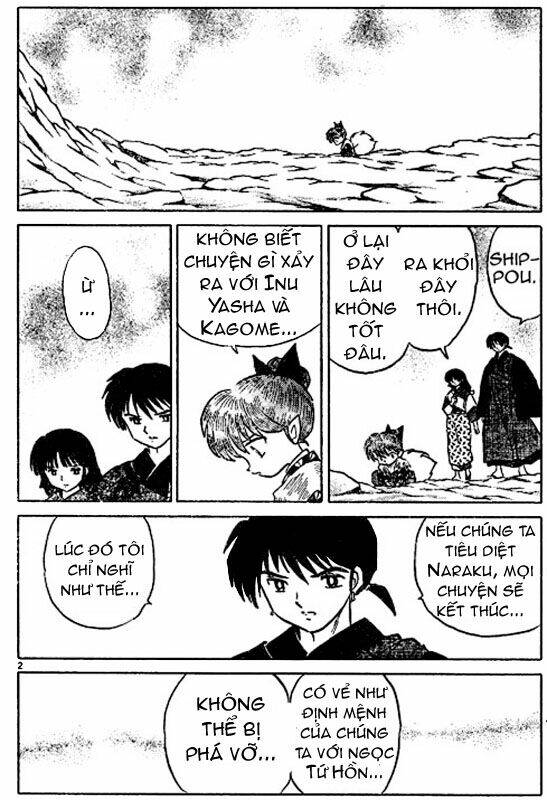 SHIP-
POU.
RA KHỎI
ĐÂY
THÔI.
Ở LẠI
ĐÂY
LÂU
KHÔNG
TỐT
ĐÂU.
KHÔNG BIẾT
CHUYỆN GÌ XẢY
RA VỚI INU
YASHA VÀ
KAGOME...
Ừ
...
NẾU CHÚNG TA
TIÊU DIỆT
NARAKU, MỌI
CHUYỆN SẼ
KẾT THÚC...
LÚC ĐÓ TÔI
CHỈ NGHĨ
NHƯ THẾ...
2
CÓ VẺ NHƯ
ĐỊNH MỆNH
CỦA CHÚNG
TA VỚI NGỌC
TỨ HỒN...
KHÔNG
THỂ BỊ
PHÁ VỠ...